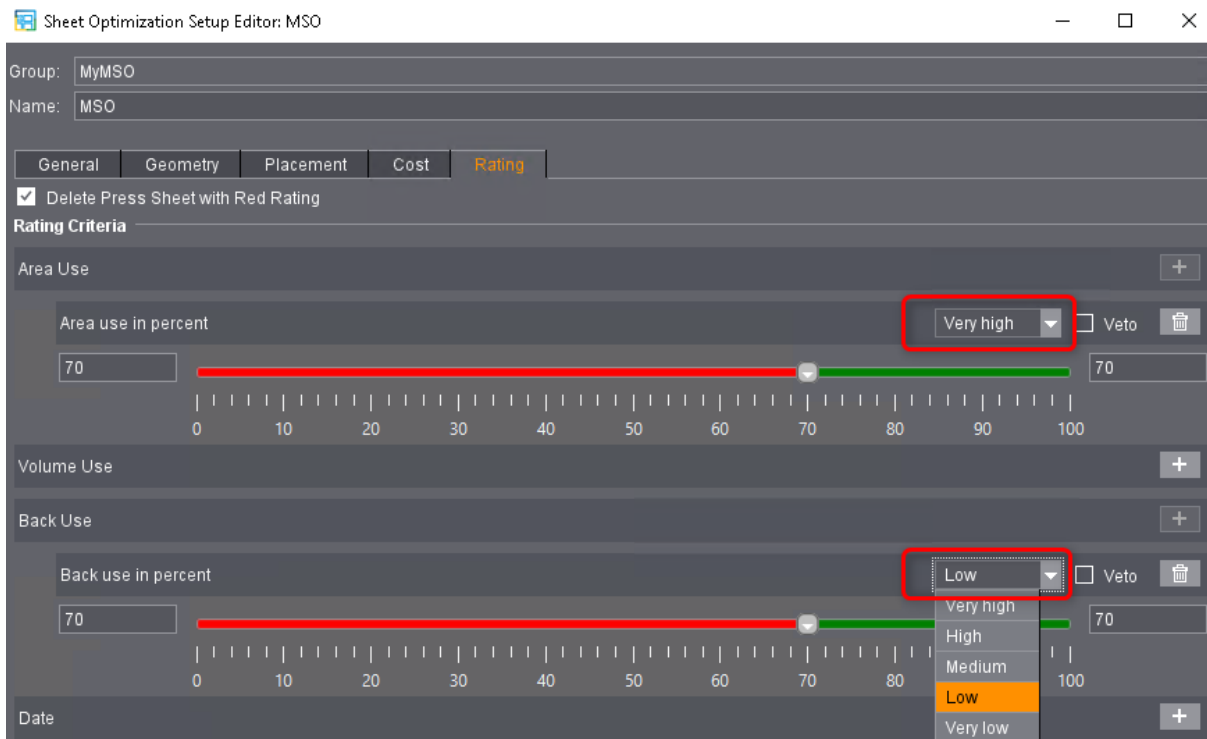 Sheet Optimization Setup Editor: MSO
Group: MyMSO
Name: MSO
General Geometry Placement Cost Rating
Delete Press Sheet with Red Rating
Rating Criteria
Area Use
Area use in percent Very high Veto
70 70
0 10 20 30 40 50 60 70 80 90 100
Volume Use
Back Use
Back use in percent Low Veto
Very high
70 70
High
Medium
0 10 20 30 40 50 60 70 80 100
Low
Date
Very low